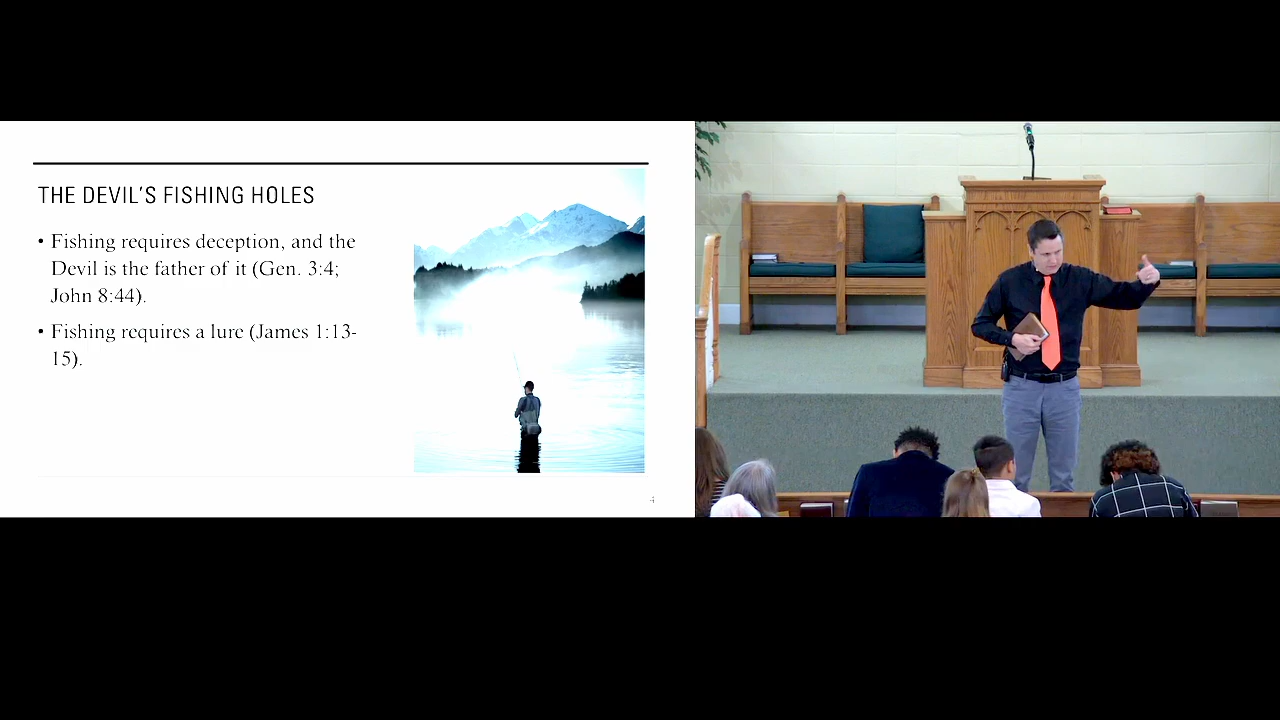 THE DEVIL'S FISHING HOLES
• Fishing requires deception, and the
Devil is the father of it (Gen. 3:4;
John 8:44).
• Fishing requires a lure (James 1:13-
15).
4